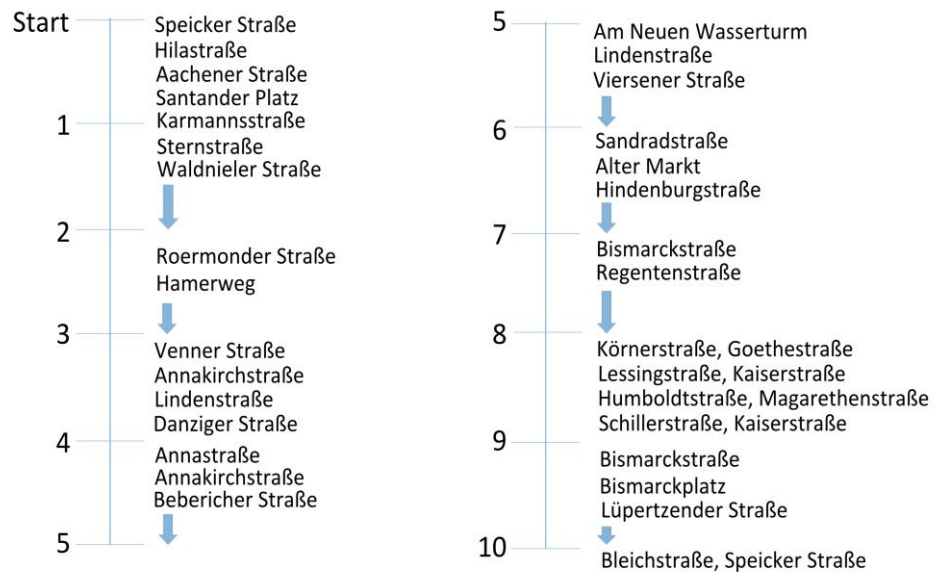 Start
Speicker Straße
Hilastraße
Aachener Straße
Santander Platz
1
Karmannsstraße
Sternstraße
Waldnieler Straße
2
Roermonder Straße
Hamerweg
3
Venner Straße
Annakirchstraße
Lindenstraße
Danziger Straße
4
Annastraße
Annakirchstraße
Bebericher Straße
5
5
Am Neuen Wasserturm
Lindenstraße
Viersener Straße
6
Sandradstraße
Alter Markt
Hindenburgstraße
7
Bismarckstraße
Regentenstraße
8
Körnerstraße, Goethestraße
Lessingstraße, Kaiserstraße
Humboldtstraße, Magarethenstraße
Schillerstraße, Kaiserstraße
9
Bismarckstraße
Bismarckplatz
Lüpertzender Straße
10
Bleichstraße, Speicker Straße